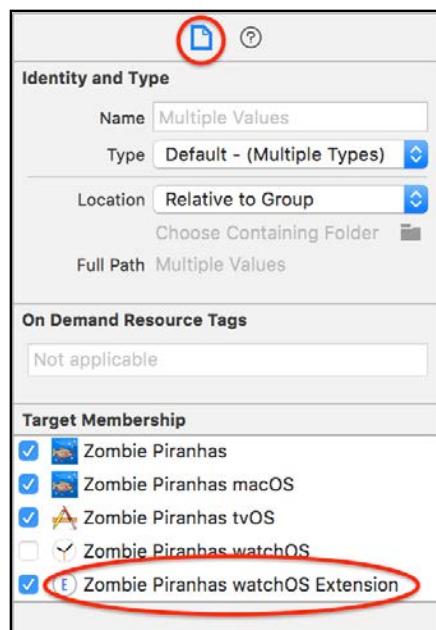 Identity and Type
Name Multiple Values
Type Default - (Multiple Types)
Location Relative to Group
Choose Containing Folder
Full Path Multiple Values
On Demand Resource Tags
Not applicable
Target Membership
Zombie Piranhas
Zombie Piranhas macOS
Zombie Piranhas tvOS
Zombie Piranhas watchOS
E Zombie Piranhas watchOS Extension